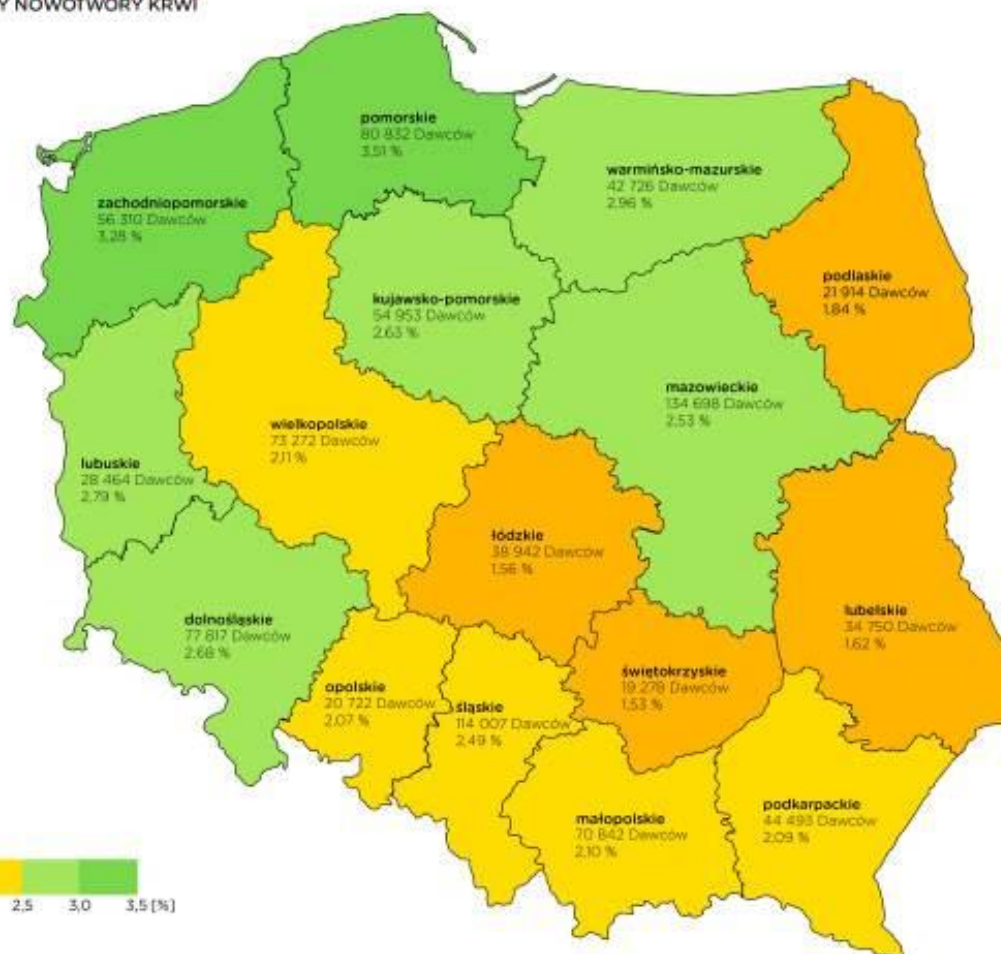 NOWOTWORY KRWI
pomorskie
80 832 Dawców
3,51 %
warmińsko-mazurskie
42 726 Dawców
2,96 %
zachodniopomorskie
56 310 Dawców
3,28 %
podlaskie
21 914 Dawców
1,84 %
kujawsko-pomorskie
54 953 Dawców
2,63 %
mazowieckie
134 698 Dawców
2,53 %
wielkopolskie
73 272 Dawców
2,11 %
lubuskie
28 464 Dawców
2,79 %
łódzkie
38 942 Dawców
1,56 %
lubelskie
34 750 Dawców
1,62 %
dolnośląskie
77 817 Dawców
2,68 %
świętokrzyskie
19 278 Dawców
1,53 %
opolskie
20 722 Dawców
2,07 %
śląskie
114 007 Dawców
2,49 %
podkarpackie
44 493 Dawców
2,09 %
małopolskie
70 842 Dawców
2,10 %
2,5 3,0 3,5 [%]